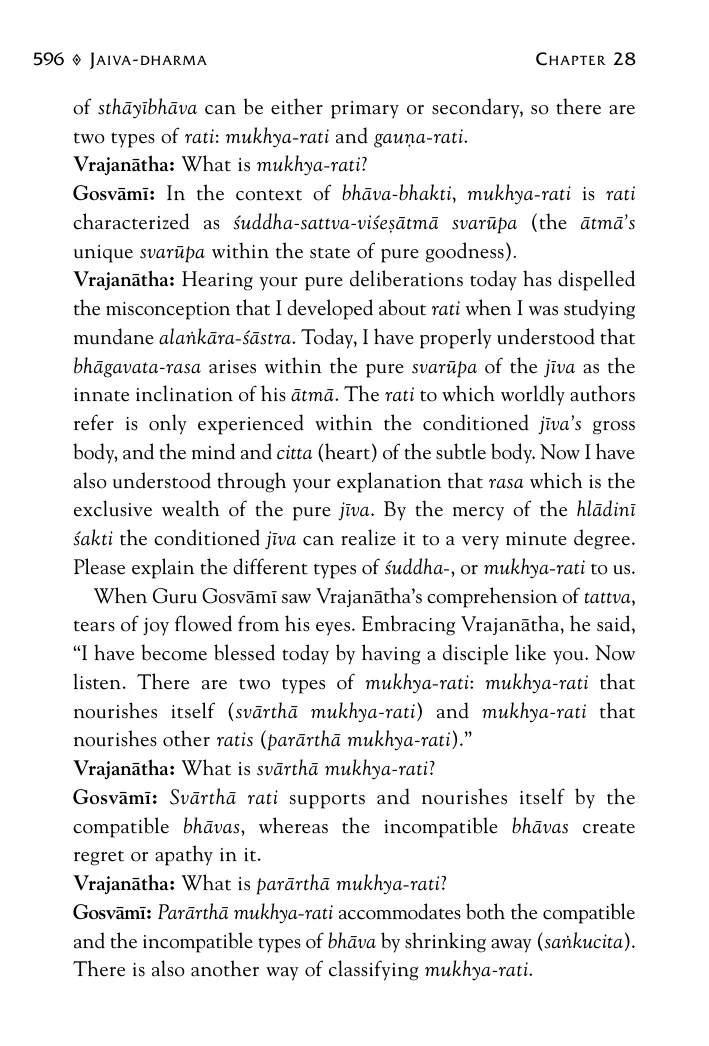 596 ◊ JAIVA-DHARMA CHAPTER 28
of sthāyībhāva can be either primary or secondary, so there are
two types of rati: mukhya-rati and gauṇa-rati.
Vrajanātha: What is mukhya-rati?
Gosvāmī: In the context of bhāva-bhakti, mukhya-rati is rati
characterized as śuddha-sattva-viśeṣātmā svarūpa (the ātmā’s
unique svarūpa within the state of pure goodness).
Vrajanātha: Hearing your pure deliberations today has dispelled
the misconception that I developed about rati when I was studying
mundane alaṅkāra-śāstra. Today, I have properly understood that
bhāgavata-rasa arises within the pure svarūpa of the jīva as the
innate inclination of his ātmā. The rati to which worldly authors
refer is only experienced within the conditioned jīva’s gross
body, and the mind and citta (heart) of the subtle body. Now I have
also understood through your explanation that rasa which is the
exclusive wealth of the pure jīva. By the mercy of the hlādinī
śakti the conditioned jīva can realize it to a very minute degree.
Please explain the different types of śuddha-, or mukhya-rati to us.
When Guru Gosvāmī saw Vrajanātha’s comprehension of tattva,
tears of joy flowed from his eyes. Embracing Vrajanātha, he said,
“I have become blessed today by having a disciple like you. Now
listen. There are two types of mukhya-rati: mukhya-rati that
nourishes itself (svārthā mukhya-rati) and mukhya-rati that
nourishes other ratis (parārthā mukhya-rati).”
Vrajanātha: What is svārthā mukhya-rati?
Gosvāmī: Svārthā rati supports and nourishes itself by the
compatible bhāvas, whereas the incompatible bhāvas create
regret or apathy in it.
Vrajanātha: What is parārthā mukhya-rati?
Gosvāmī: Parārthā mukhya-rati accommodates both the compatible
and the incompatible types of bhāva by shrinking away (saṅkucita).
There is also another way of classifying mukhya-rati.